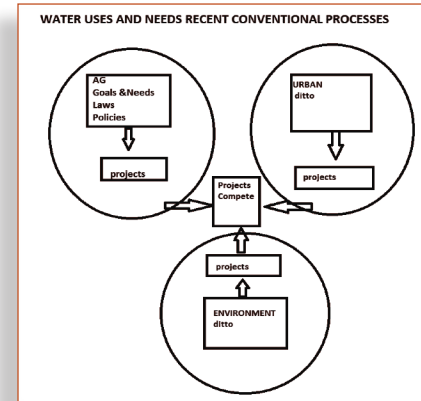 WATER USES AND NEEDS RECENT CONVENTIONAL PROCESSES
AG
Goals &Needs
Laws
Policies
projects
URBAN
ditto
projects
Projects
Compete
projects
ENVIRONMENT
ditto